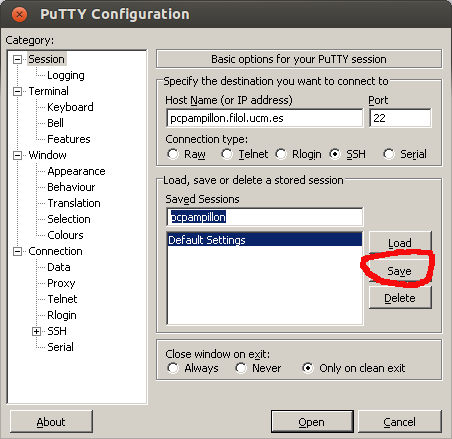 PuTTY Configuration
Category:
Session
Logging
Terminal
Keyboard
Bell
Features
Window
Appearance
Behaviour
Translation
Selection
Colours
Connection
Data
Proxy
Telnet
Rlogin
SSH
Serial
Basic options for your PuTTY session
Specify the destination you want to connect to
Host Name (or IP address) Port
pcpampillon.filol.ucm.es 22
Connection type:
Raw Telnet Rlogin SSH Serial
Load, save or delete a stored session
Saved Sessions
pcpampillon
Default Settings
Load
Save
Delete
Close window on exit:
Always Never Only on clean exit
About Open Cancel